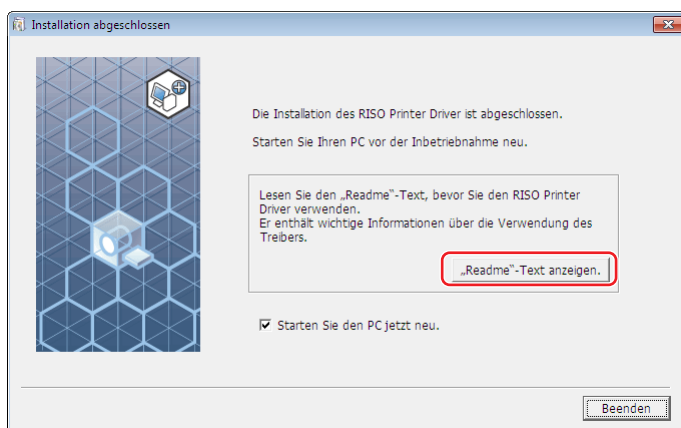 Installation abgeschlossen
Die Installation des RISO Printer Driver ist abgeschlossen.
Starten Sie Ihren PC vor der Inbetriebnahme neu.
Lesen Sie den „Readme“-Text, bevor Sie den RISO Printer
Driver verwenden.
Er enthält wichtige Informationen über die Verwendung des
Treibers.
„Readme“-Text anzeigen.
Starten Sie den PC jetzt neu.
Beenden